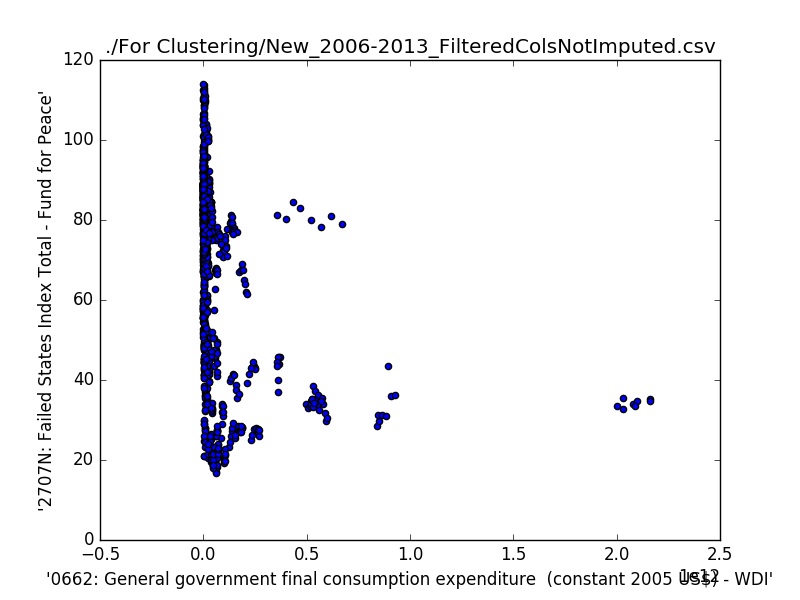 ./For Clustering/New_2006-2013_FilteredColsNotImputed.csv
120
100
80
60
40
20
0
'2707N: Failed States Index Total - Fund for Peace'
−0.5 0.0 0.5 1.0 1.5 2.0 2.5
1e12
'0662: General government final consumption expenditure  (constant 2005 US$) - WDI'